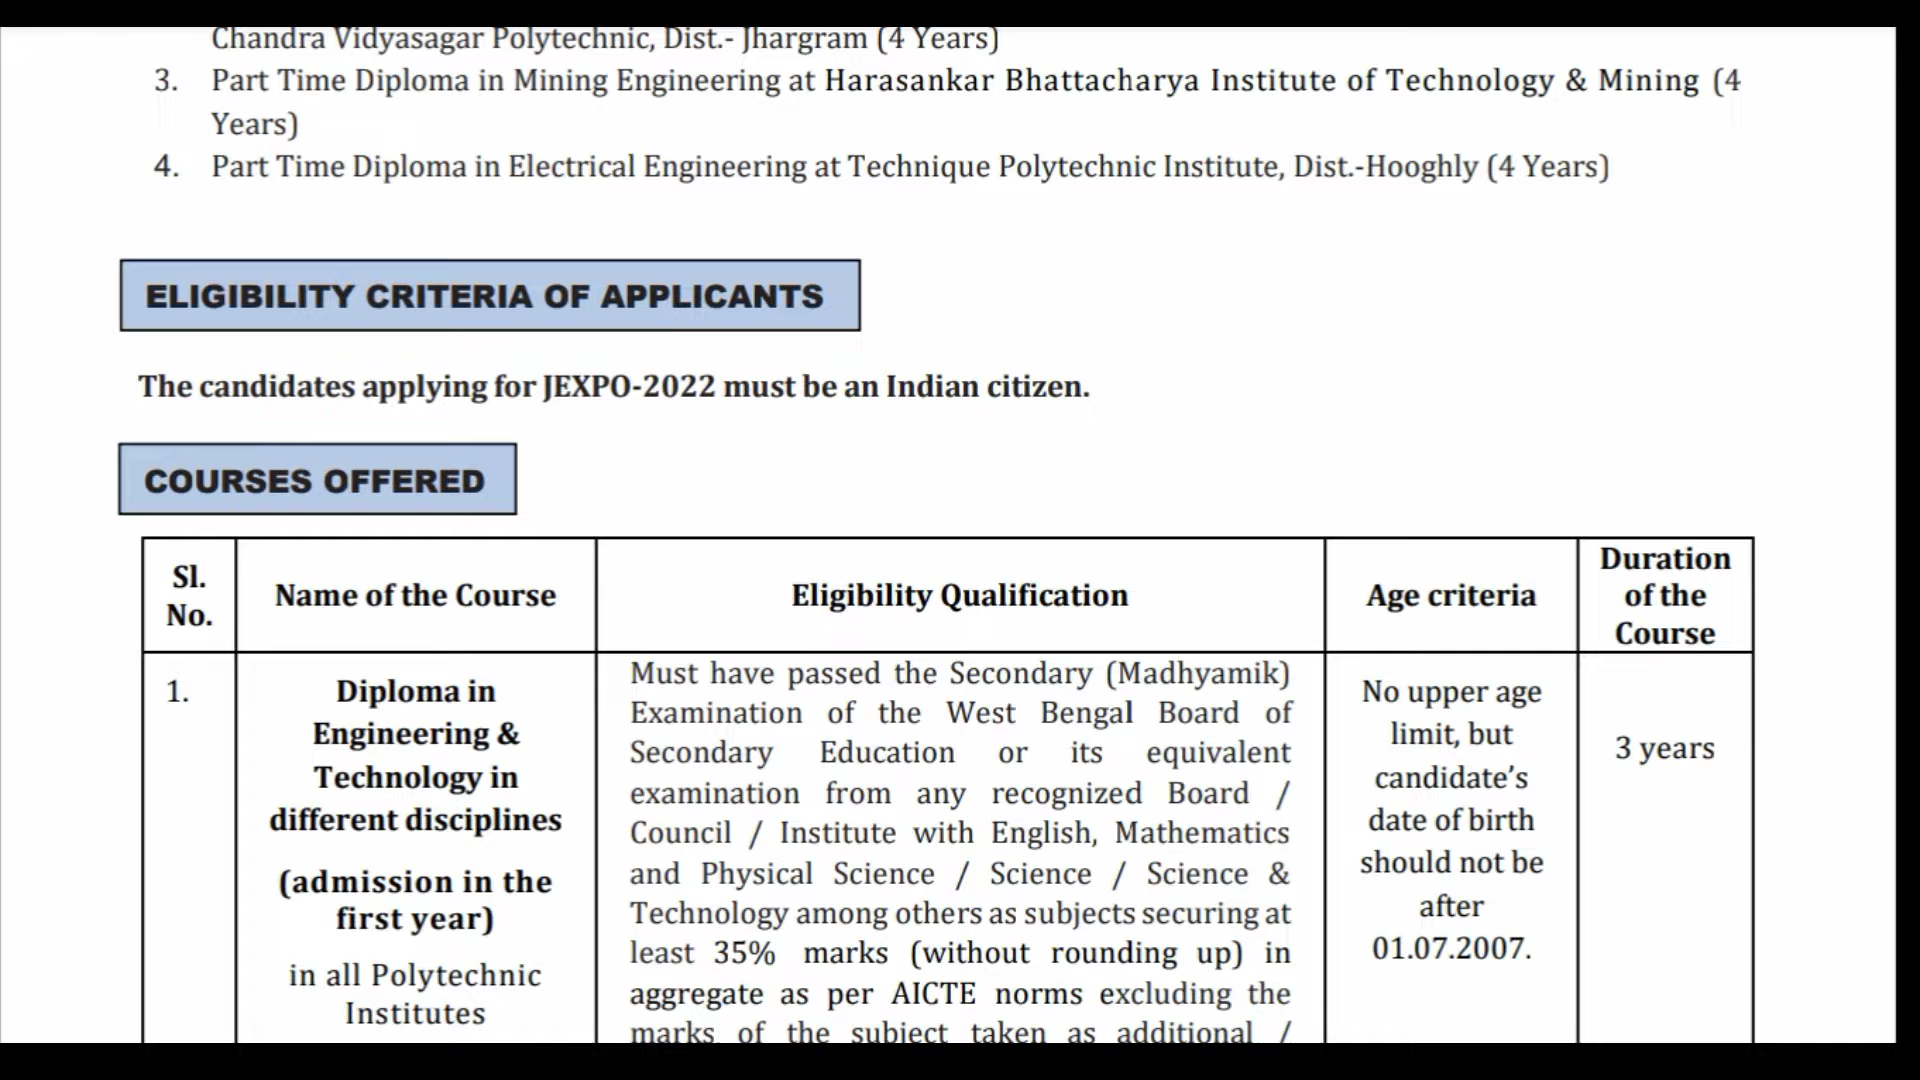 Chandra Vidyasagar Polytechnic, Dist.- Jhargram (4 Years)
3. Part Time Diploma in Mining Engineering at Harasankar Bhattacharya Institute of Technology & Mining (4
Years)
4. Part Time Diploma in Electrical Engineering at Technique Polytechnic Institute, Dist.-Hooghly (4 Years)
ELIGIBILITY CRITERIA OF APPLICANTS
The candidates applying for JEXPO-2022 must be an Indian citizen.
COURSES OFFERED
Sl.
No.
Name of the Course
Eligibility Qualification
Age criteria
Duration
of the
Course
1.
Diploma in
Engineering &
Technology in
different disciplines
(admission in the
first year)
in all Polytechnic
Institutes
Must have passed the Secondary (Madhyamik)
Examination of the West Bengal Board of
Secondary Education or its equivalent
examination from any recognized Board /
Council / Institute with English, Mathematics
and Physical Science / Science / Science &
Technology among others as subjects securing at
least 35% marks (without rounding up) in
aggregate as per AICTE norms excluding the
marks of the subject taken as additional /
No upper age
limit, but
candidate’s
date of birth
should not be
after
01.07.2007.
3 years